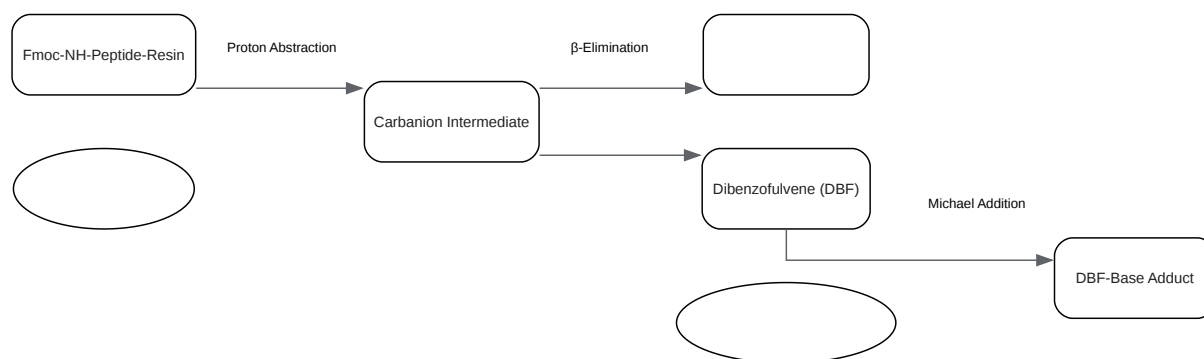 Fmoc-NH-Peptide-Resin
Proton Abstraction
β-Elimination
Carbanion Intermediate
Dibenzofulvene (DBF)
Michael Addition
DBF-Base Adduct